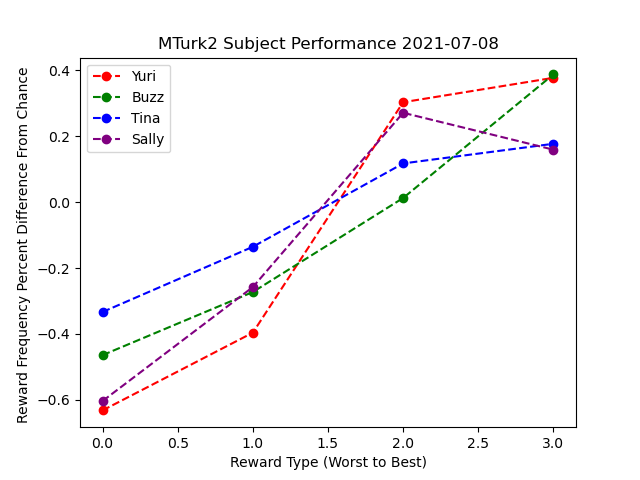 MTurk2 Subject Performance 2021-07-08
Reward Frequency Percent Difference From Chance
0.4
0.2
0.0
−0.2
−0.4
−0.6
Yuri
Buzz
Tina
Sally
0.0 0.5 1.0 1.5 2.0 2.5 3.0
Reward Type (Worst to Best)